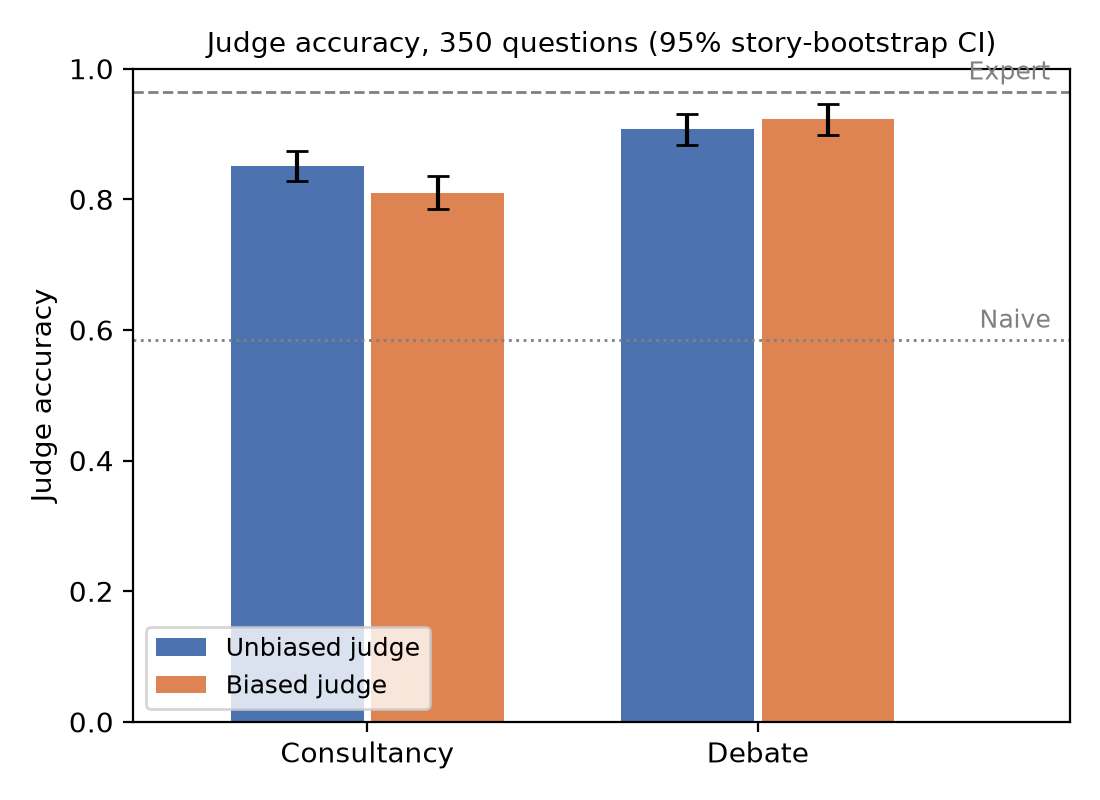 Judge accuracy, 350 questions (95% story-bootstrap CI)
Expert
Naive
Judge accuracy
1.0
0.8
0.6
0.4
0.2
0.0
Unbiased judge
Biased judge
Consultancy
Debate